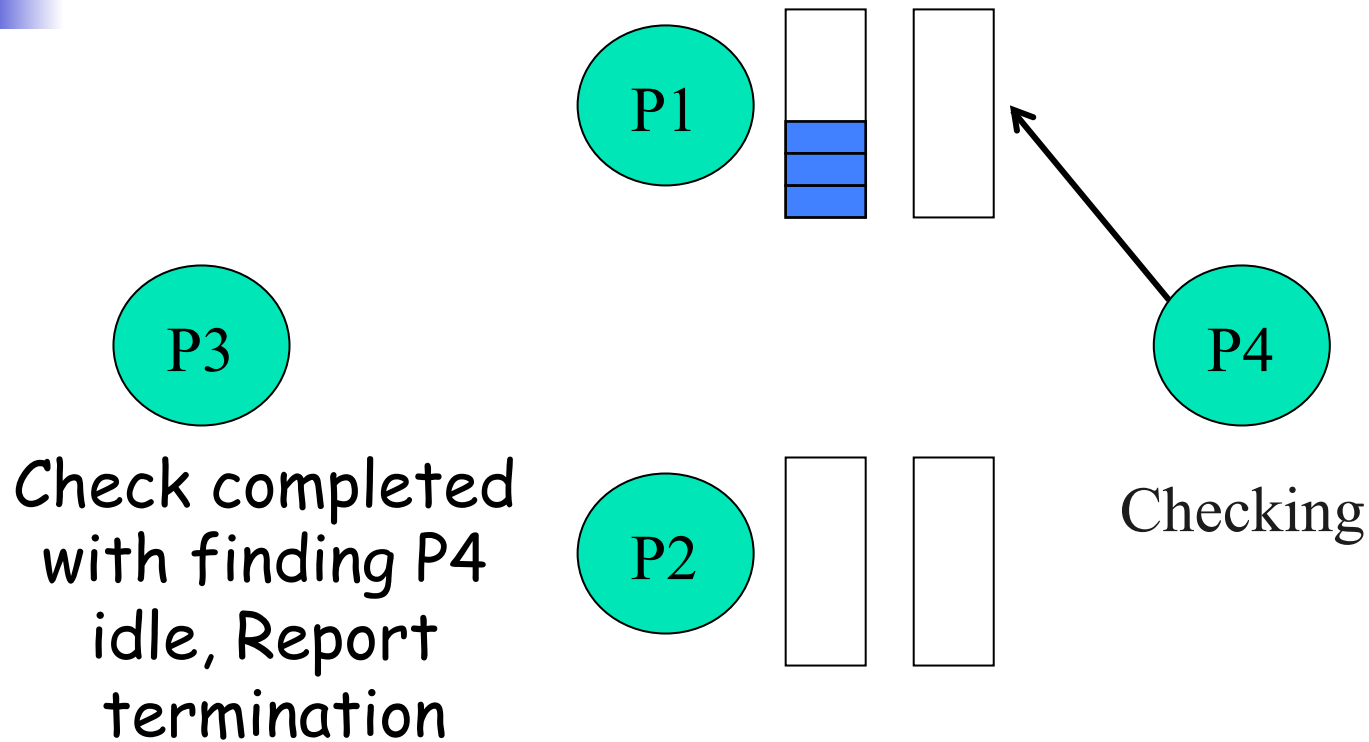 P1
P3
P4
Check completed
with finding P4
idle, Report
termination
P2
Checking